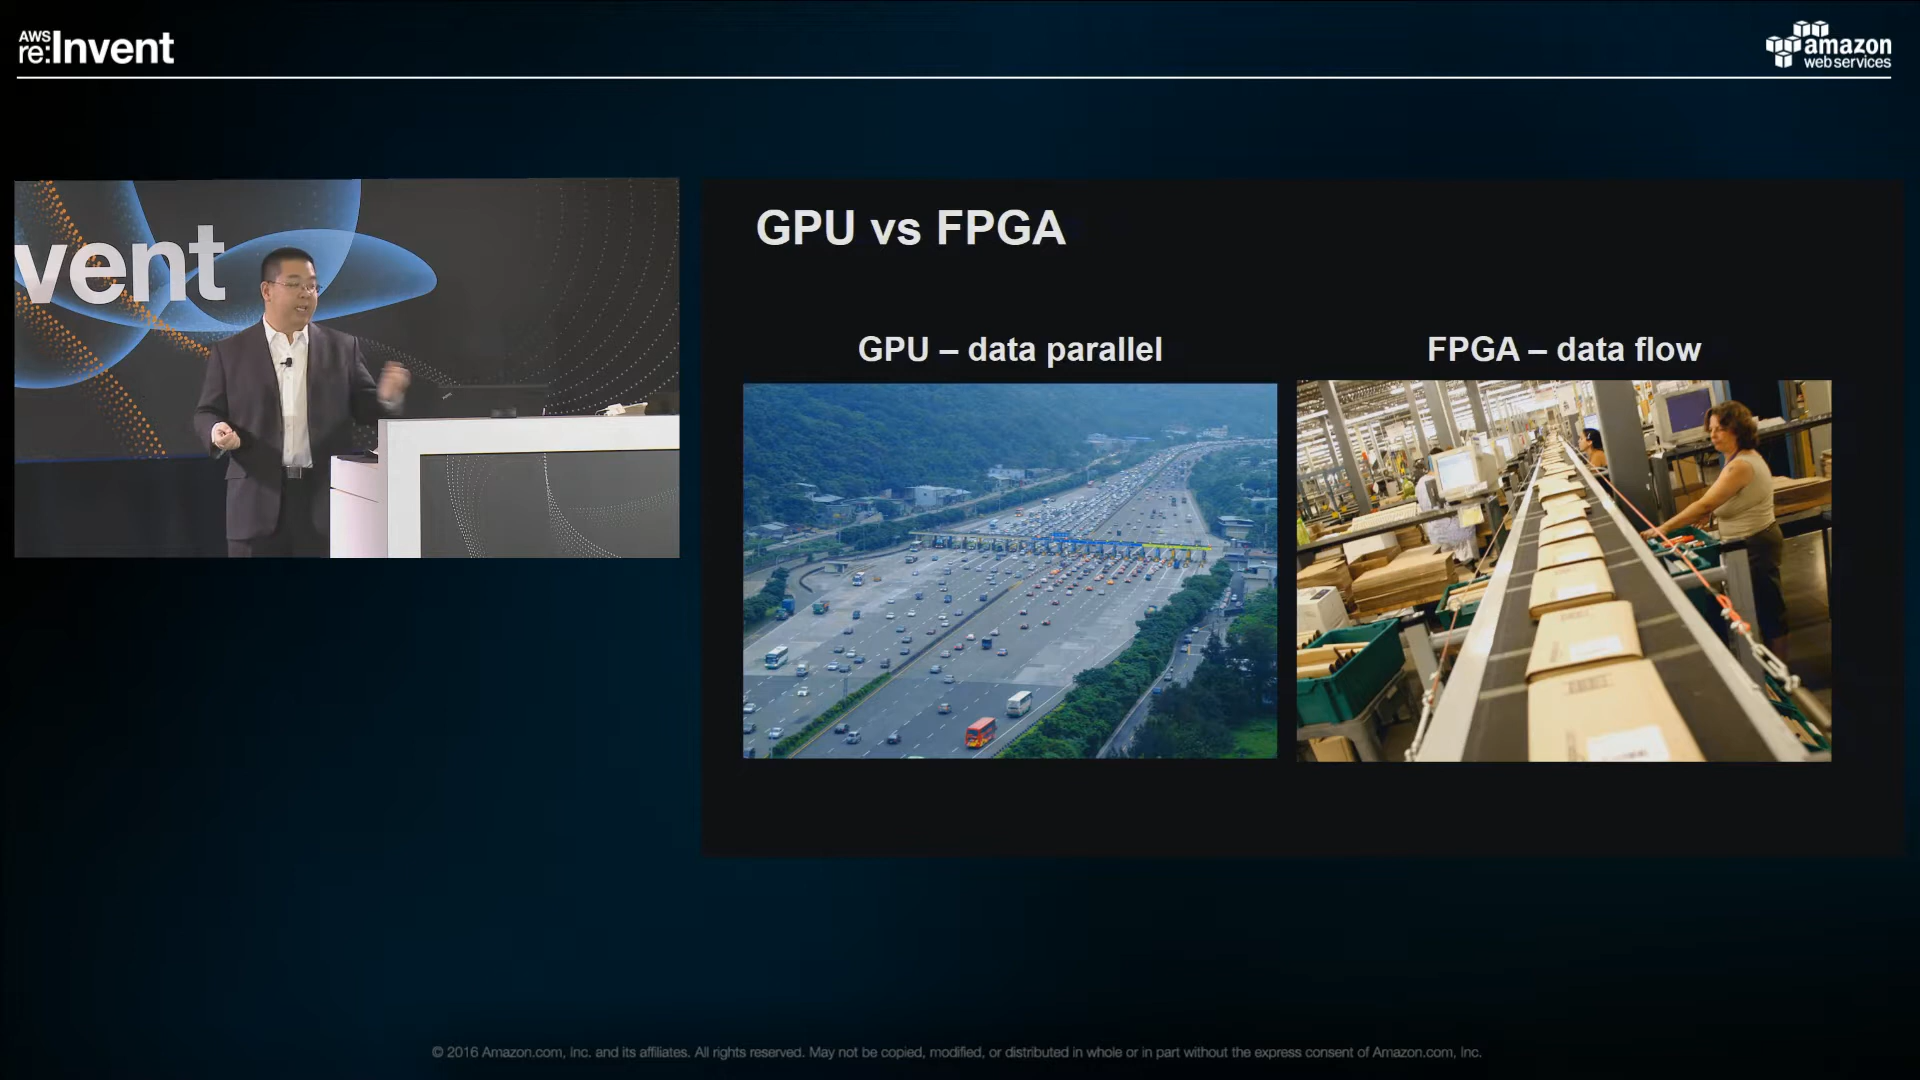 AWS
re:Invent
amazon
web services
vent
GPU vs FPGA
GPU – data parallel
FPGA – data flow
© 2016 Amazon.com, Inc. and its affiliates. All rights reserved. May not be copied, modified, or distributed in whole or in part without the express consent of Amazon.com, Inc.